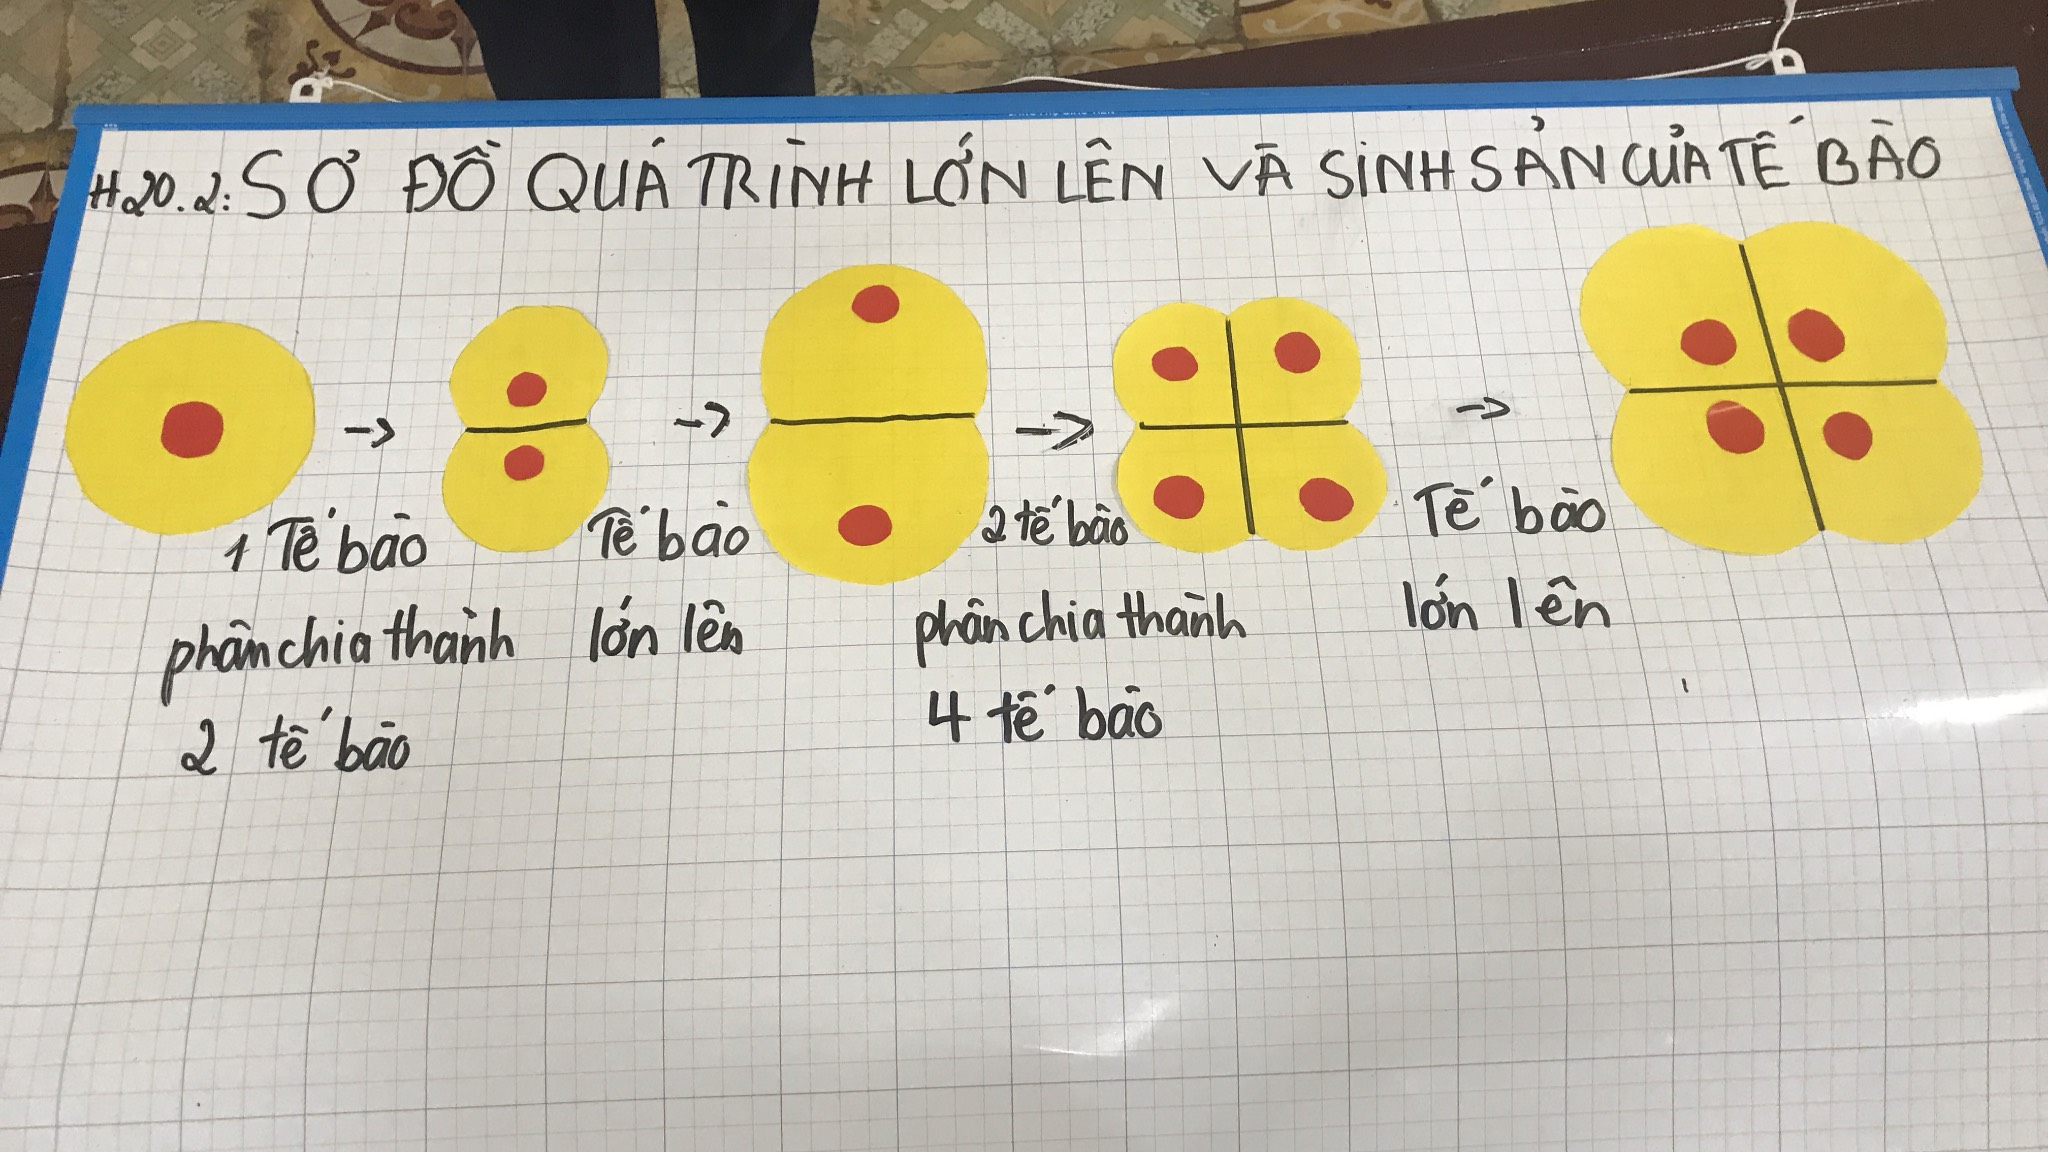 H20.2: SƠ ĐỒ QUÁ TRÌNH LỚN LÊN VÀ SINH SẢN CỦA TẾ BÀO
1 Tế bào
phân chia thành
2 tế bào
Tế bào
lớn lên
2 tế bào
phân chia thành
4 tế bào
Tế bào
lớn lên